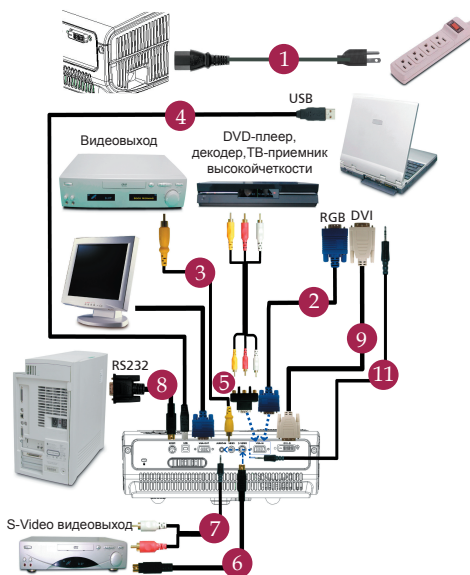 1
4
USB
Видеовыход
DVD-плеер,
декодер,ТВ-приемник
высокойчеткости
RGB DVI
3
2
9
RS232
8
5
11
7
S-Video видеовыход
6